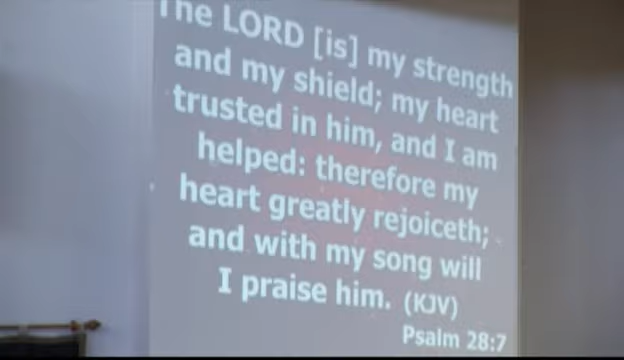 The LORD [is] my strength
and my shield; my heart
trusted in him, and I am
helped: therefore my
heart greatly rejoiceth;
and with my song will
I praise him. (KJV)
Psalm 28:7